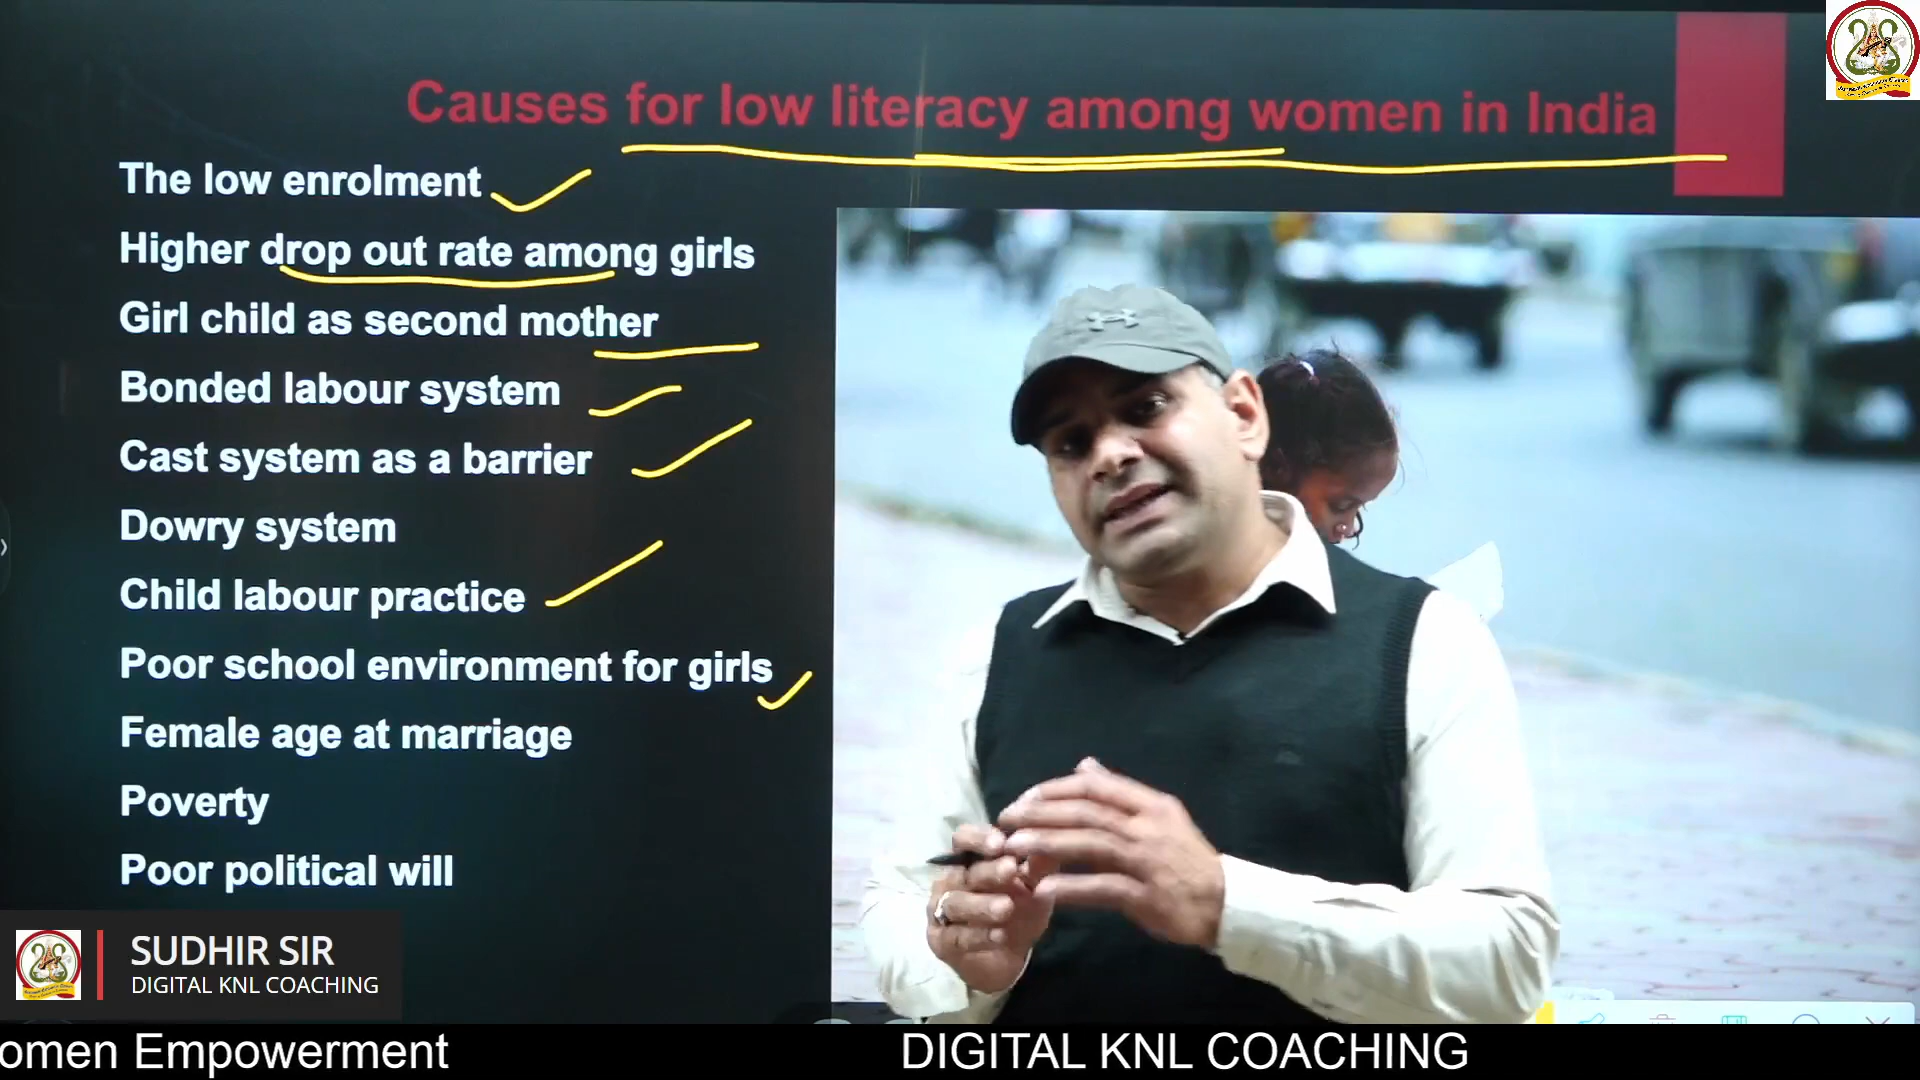 Causes for low literacy among women in India
The low enrolment
Higher drop out rate among girls
Girl child as second mother
Bonded labour system
Cast system as a barrier
Dowry system
Child labour practice
Poor school environment for girls
Female age at marriage
Poverty
Poor political will
SUDHIR SIR
DIGITAL KNL COACHING
omen Empowerment
DIGITAL KNL COACHING